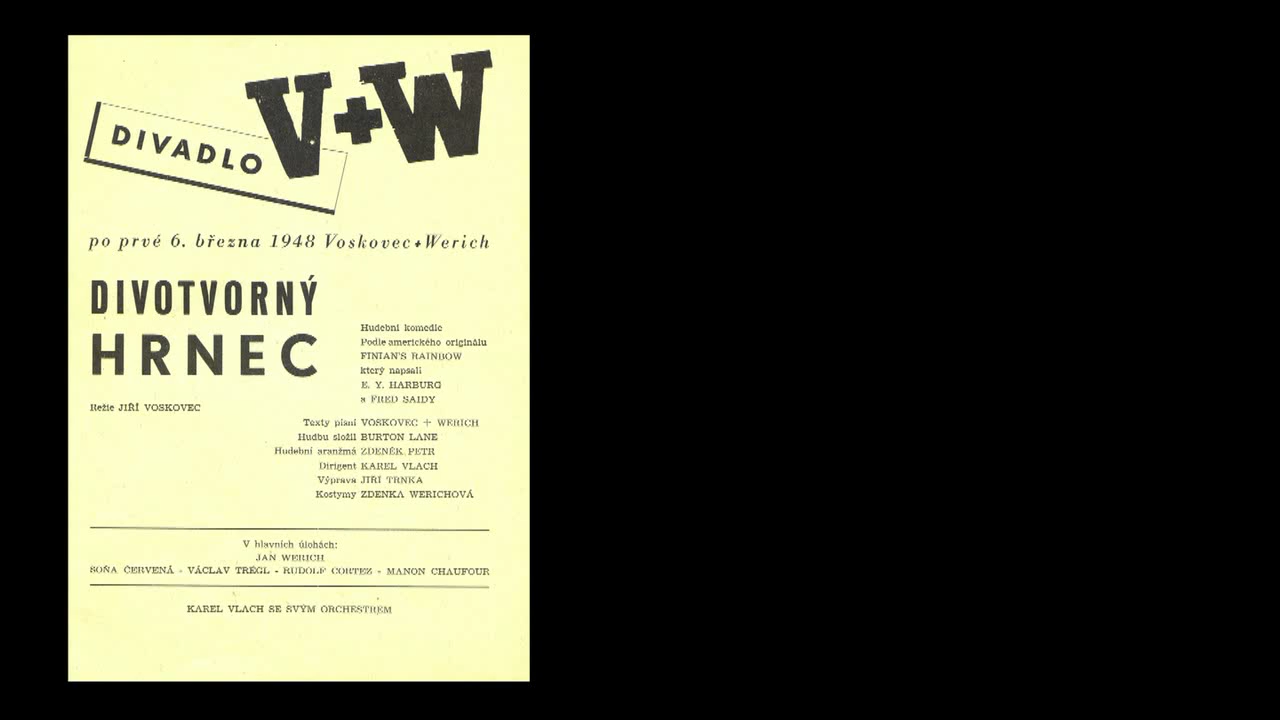 DIVADLO V+W
po prvé 6. března 1948 Voskovec+Werich
DIVOTVORNÝ
HRNEC
Hudební komedie
Podle amerického originálu
FINIAN'S RAINBOW
který napsali
E. Y. HARBURG
a FRED SAIDY
Režie JIŘÍ VOSKOVEC
Texty písní VOSKOVEC + WERICH
Hudbu složil BURTON LANE
Hudební aranžmá ZDENĚK PETR
Dirigent KAREL VLACH
Výprava JIŘÍ TRNKA
Kostymy ZDENKA WERICHOVÁ
V hlavních úlohách:
JAN WERICH
SOŇA ČERVENÁ - VÁCLAV TRÉGL - RUDOLF CORTEZ - MANON CHAUFOUR
KAREL VLACH SE SVÝM ORCHESTREM